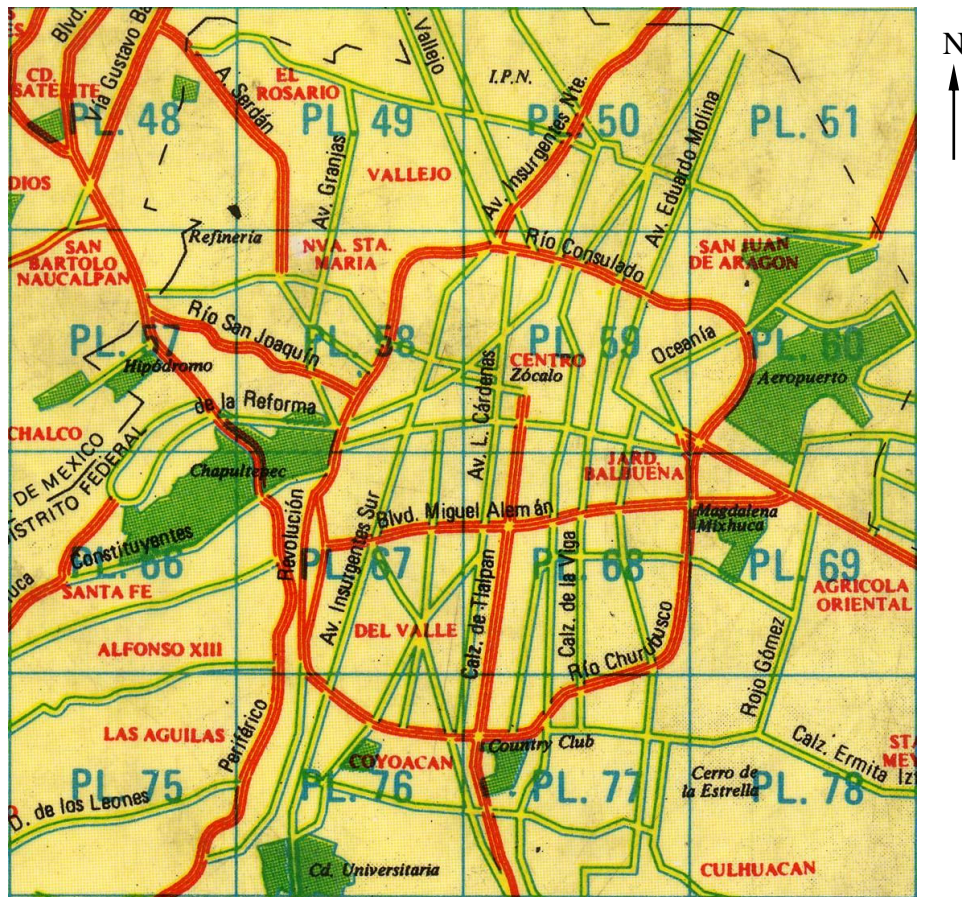 Blvd.
Vía Gustavo Ba
Vallejo
N
CD.
SATELITE
A. Serdán
EL
ROSARIO
I.P.N.
PL. 48
PL. 49
PL. 50
PL. 51
Av. Insurgentes Nte.
Av. Eduardo Molina
Av. Granjas
VALLEJO
DIOS
Refinería
SAN
BARTOLO
NAUCALPAN
NVA. STA.
MARIA
Río Consulado
SAN JUAN
DE ARAGON
Río San Joaquín
PL. 57
PL. 58
PL. 59
PL. 60
Oceanía
Hipódromo
CENTRO
Zócalo
Aeropuerto
de la Reforma
Av. L. Cárdenas
CHALCO
DE MEXICO
DISTRITO FEDERAL
Chapultepec
JARD.
BALBUENA
Revolución
Av. Insurgentes Sur
Blvd. Miguel Alemán
Magdalena
Mixhuca
Constituyentes
PL. 66
PL. 67
PL. 68
PL. 69
uca
SANTA FE
Calz. de Tlalpan
Calz. de la Viga
AGRICOLA
ORIENTAL
DEL VALLE
ALFONSO XIII
Río Churubusco
Rojo Gómez
LAS AGUILAS
Periférico
COYOACAN
Country Club
Calz. Ermita Iz
STA
MEY
PL. 75
PL. 76
PL. 77
PL. 78
Cerro de
la Estrella
D. de los Leones
Cd. Universitaria
CULHUACAN